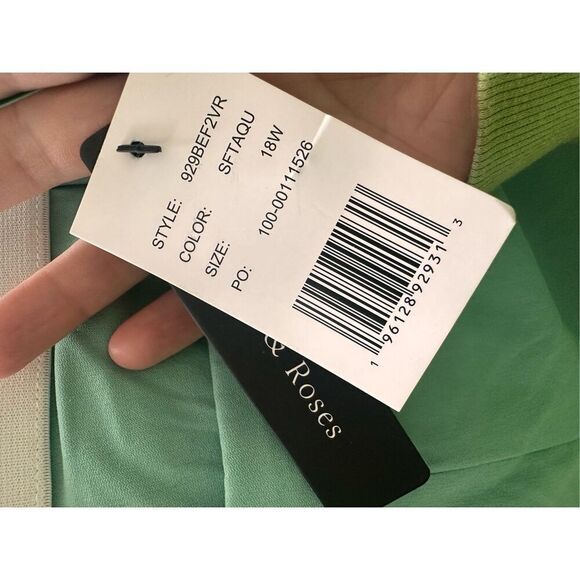 STYLE: 929BEF2VR
COLOR: SFTAQU
SIZE: 18W
PO: 100-00111526
1 96128 92931 3
& Roses